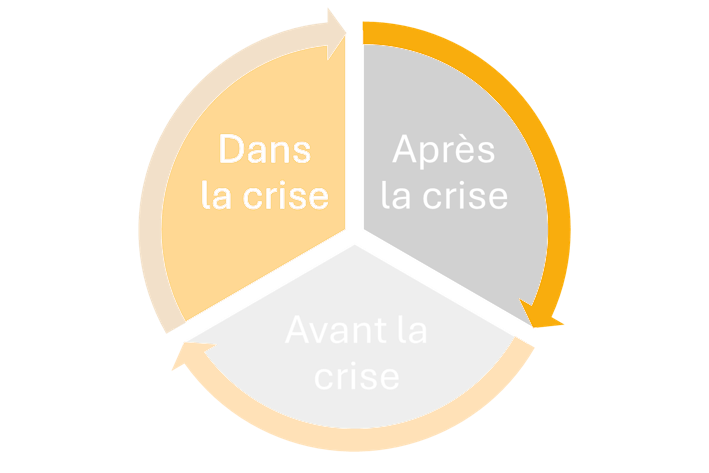 Dans
la crise
Après
la crise
Avant la
crise